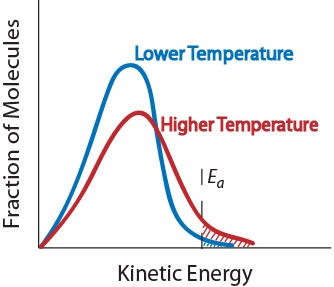 Fraction of Molecules
Lower Temperature
Higher Temperature
Ea
Kinetic Energy